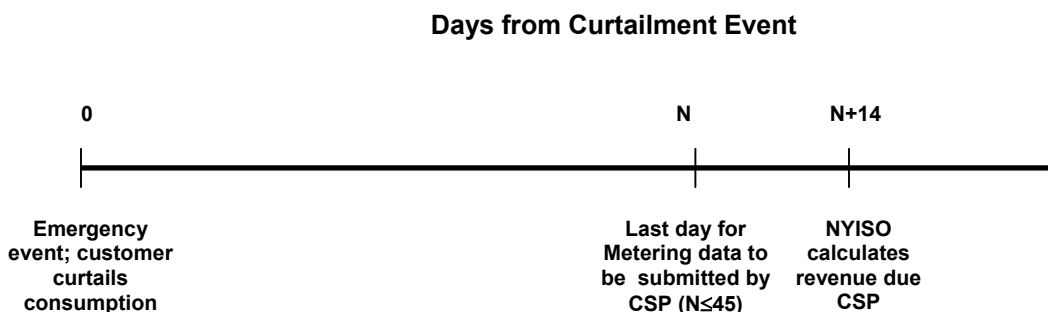 Days from Curtailment Event
0
N
N+14
Emergency
event; customer
curtails
consumption
Last day for
Metering data to
be submitted by
CSP (N≤45)
NYISO
calculates
revenue due
CSP